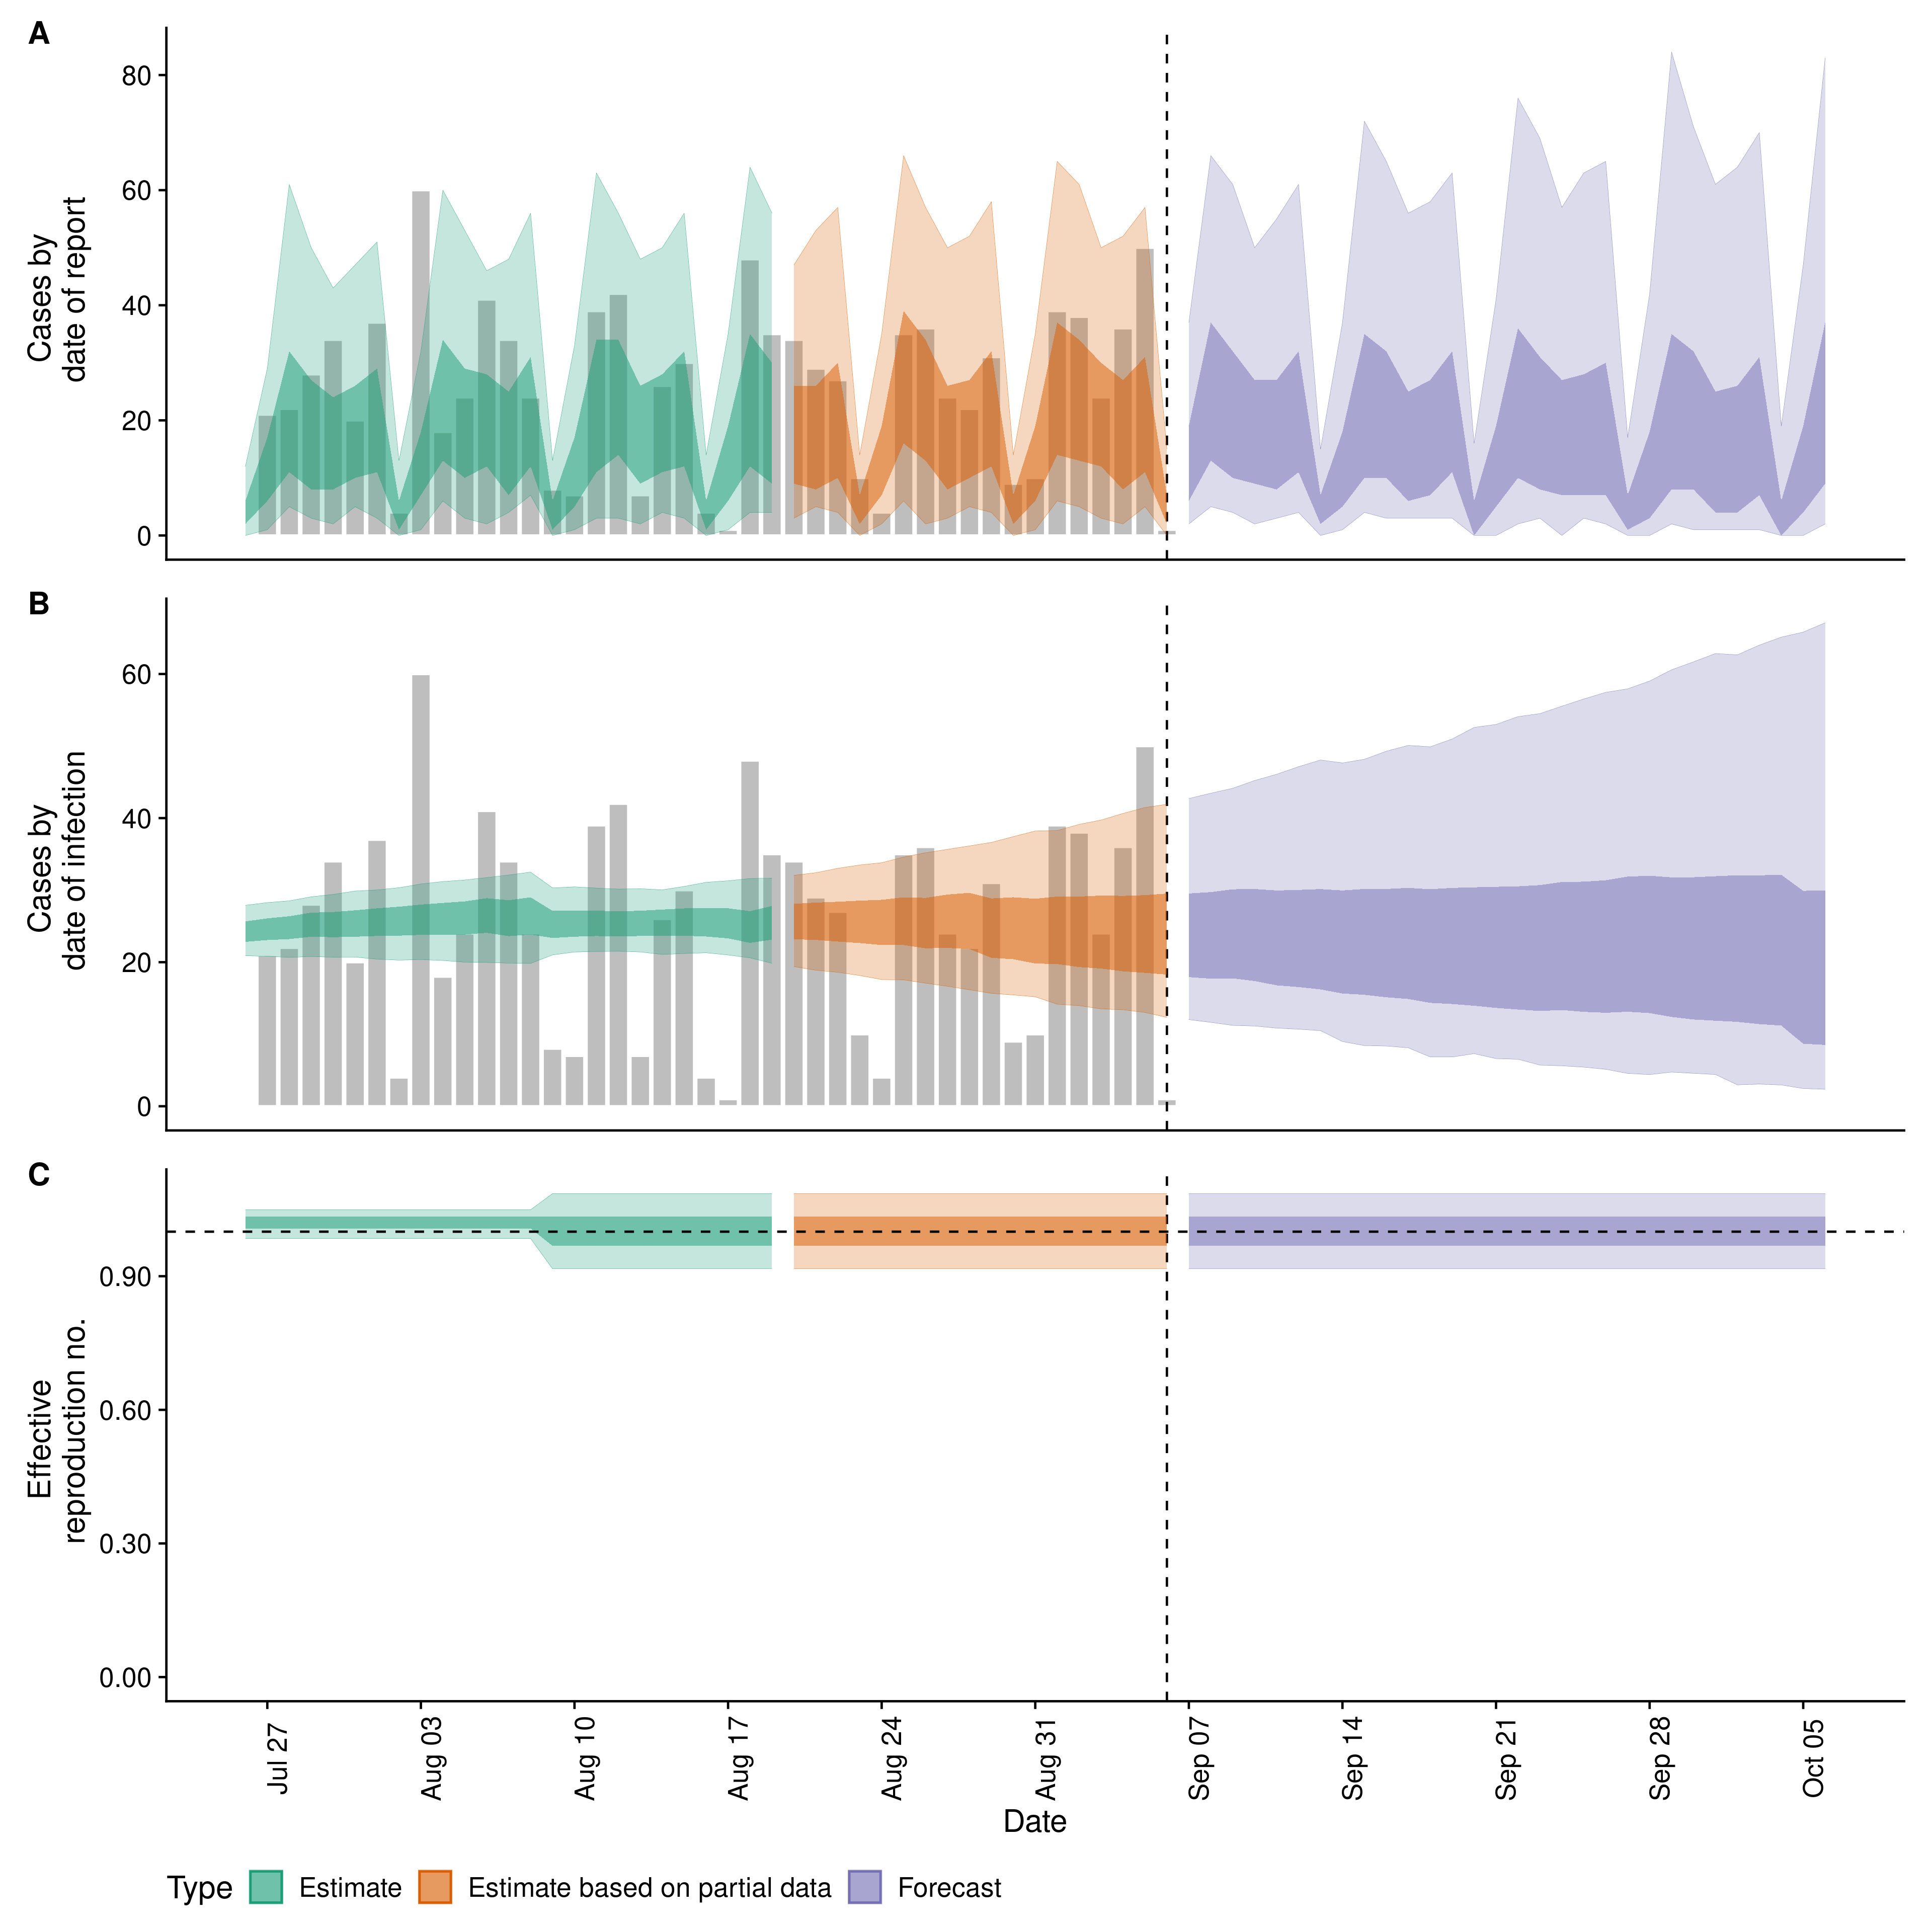 A
Cases by
date of report
80
60
40
20
0
B
Cases by
date of infection
60
40
20
0
C
Effective
reproduction no.
0.90
0.60
0.30
0.00
Jul 27
Aug 03
Aug 10
Aug 17
Aug 24
Aug 31
Sep 07
Sep 14
Sep 21
Sep 28
Oct 05
Date
Type Estimate Estimate based on partial data Forecast